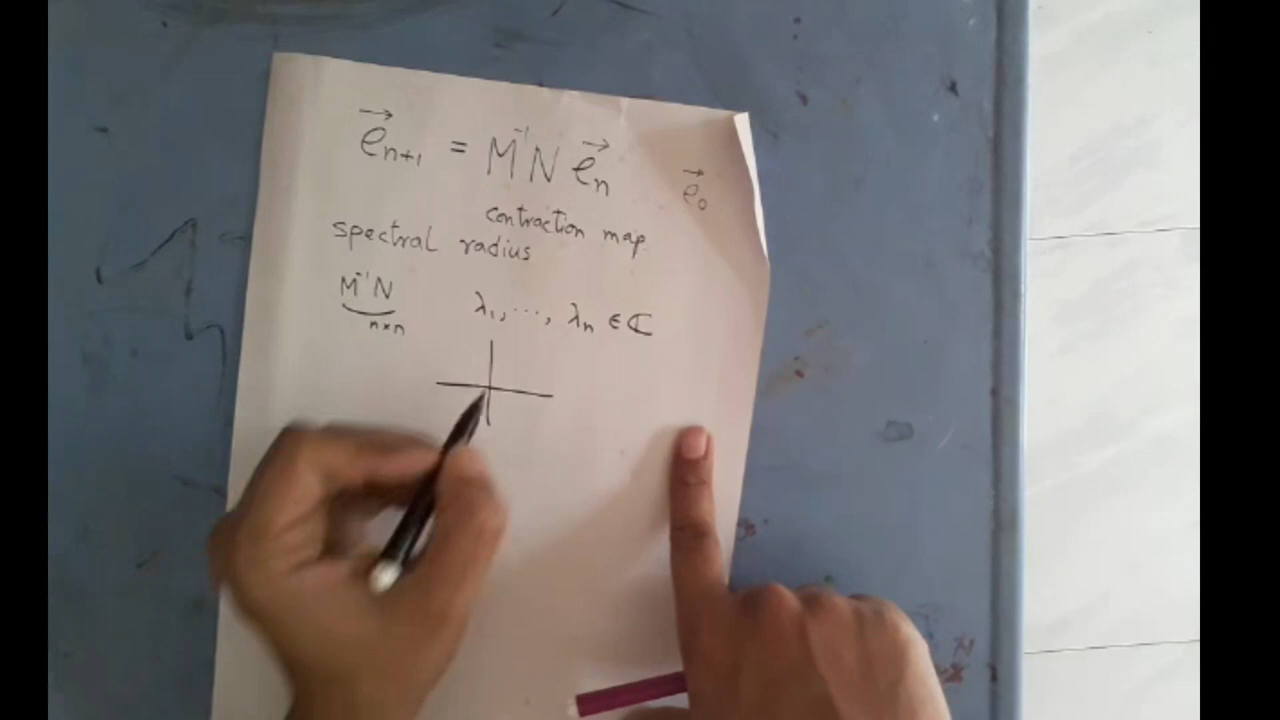 e⃗ₙ₊₁ = M⁻¹N e⃗ₙ
e⃗₀
contraction map
spectral radius
M⁻¹N λ₁, ..., λₙ ∈ ℂ
n×n